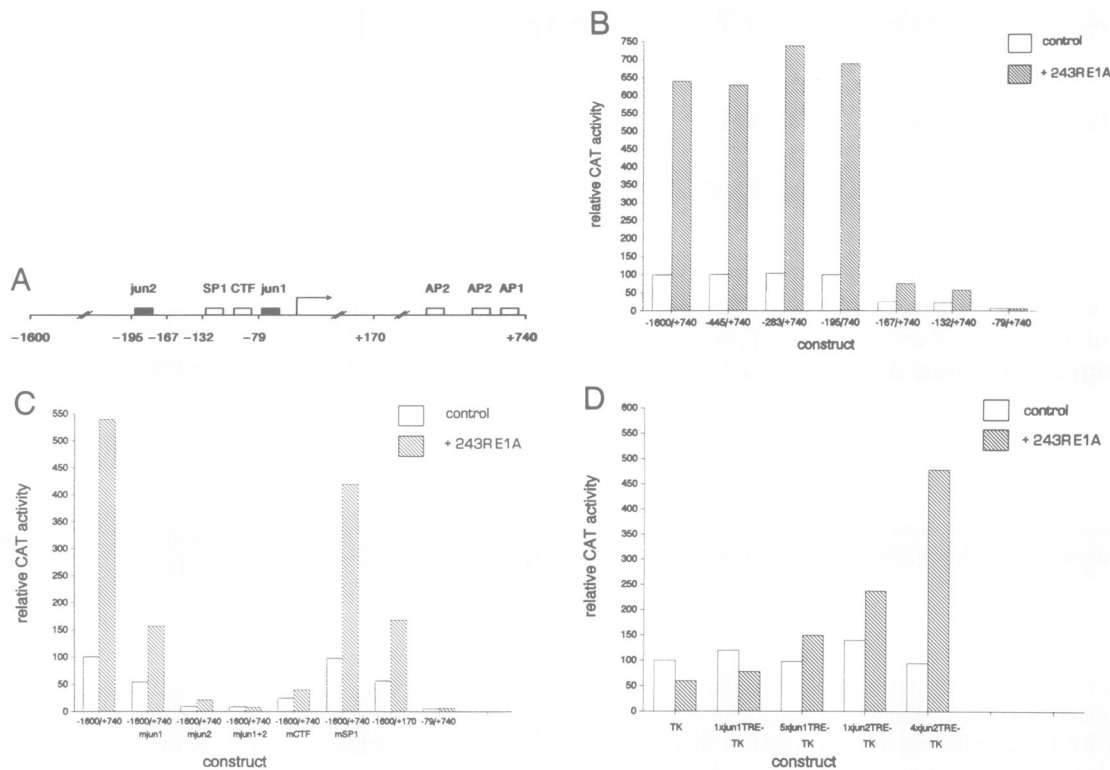 A
jun2 SP1 CTF jun1 AP2 AP2 AP1
−1600 −195 −167 −132 −79 +170 +740
B
control
+ 243R E1A
relative CAT activity
750
700
650
600
550
500
450
400
350
300
250
200
150
100
50
0
-1600/+740 -445/+740 -283/+740 -195/740 -167/+740 -132/+740 -79/+740
construct
C
control
+ 243R E1A
relative CAT activity
550
500
450
400
350
300
250
200
150
100
50
0
-1600/+740 -1600/+740 -1600/+740 -1600/+740 -1600/+740 -1600/+740 -1600/+170 -79/+740
mjun1 mjun2 mjun1+2 mCTF mSP1
construct
D
control
+ 243R E1A
relative CAT activity
600
550
500
450
400
350
300
250
200
150
100
50
0
TK 1xjun1TRE- 5xjun1TRE- 1xjun2TRE- 4xjun2TRE-
TK TK TK TK
construct